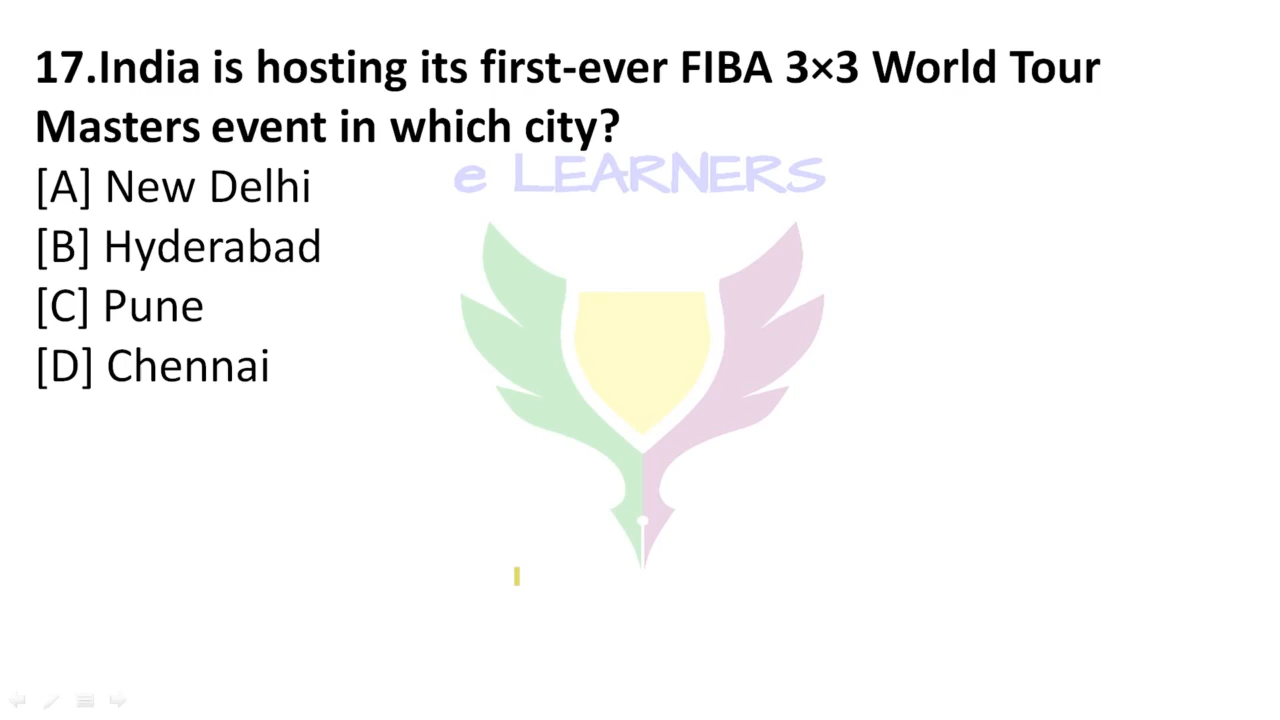 17.India is hosting its first-ever FIBA 3×3 World Tour
Masters event in which city?
e LEARNERS
[A] New Delhi
[B] Hyderabad
[C] Pune
[D] Chennai